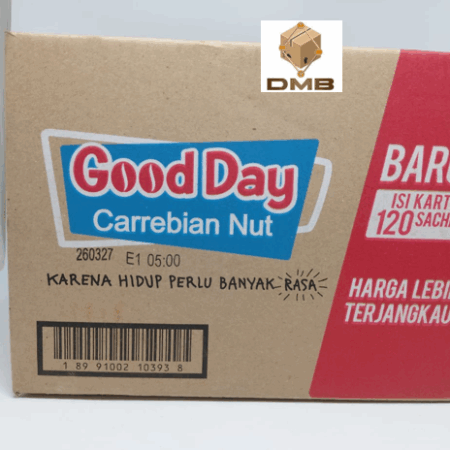 DMB
Good Day
Carrebian Nut
260327 E1 05:00
KARENA HIDUP PERLU BANYAK RASA
1 89 91002 10393 8
BARU
ISI KART
120 SACHA
HARGA LEBI
TERJANGKAU